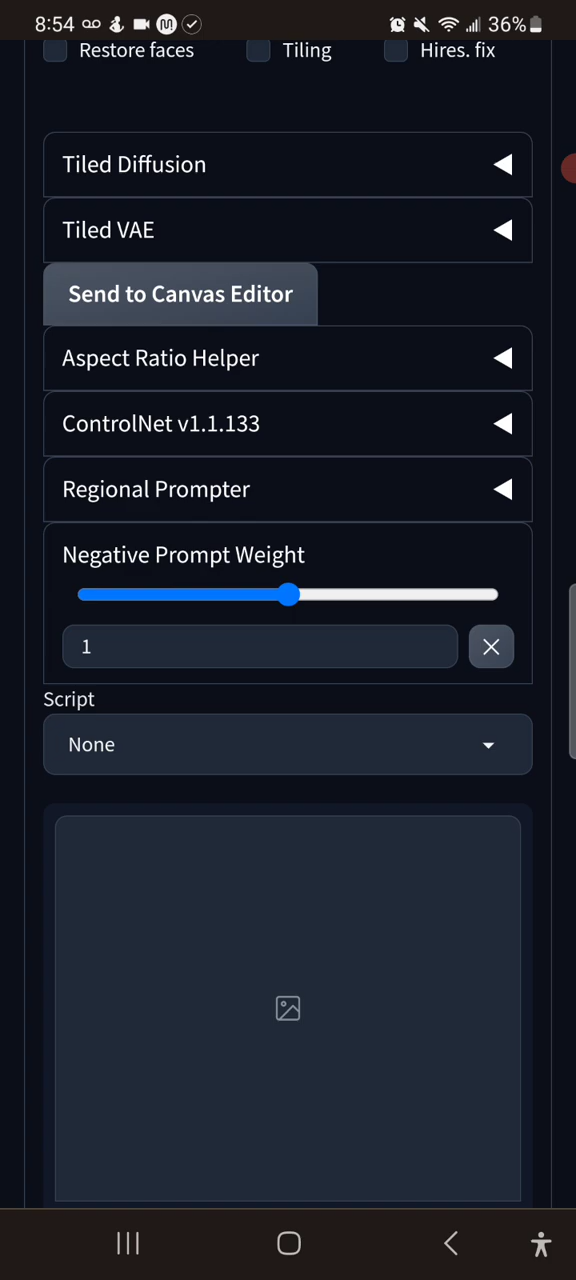 8:54 36%
Restore faces Tiling Hires. fix
Tiled Diffusion
Tiled VAE
Send to Canvas Editor
Aspect Ratio Helper
ControlNet v1.1.133
Regional Prompter
Negative Prompt Weight
1
Script
None